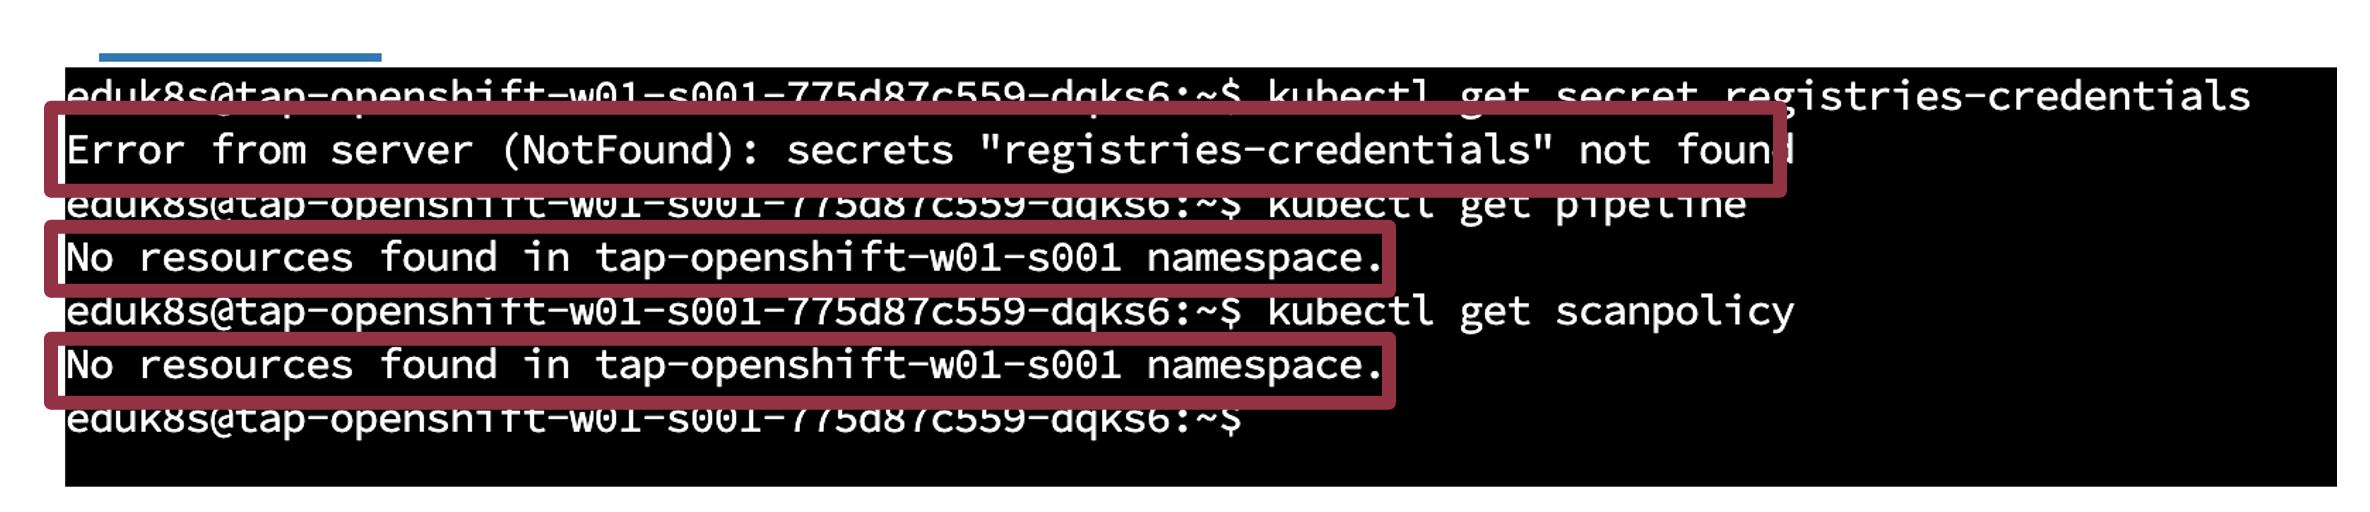 eduk8s@tap-openshift-w01-s001-775d87c559-dqks6:~$ kubectl get secret registries-credentials
Error from server (NotFound): secrets "registries-credentials" not found
eduk8s@tap-openshift-w01-s001-775d87c559-dqks6:~$ kubectl get pipeline
No resources found in tap-openshift-w01-s001 namespace.
eduk8s@tap-openshift-w01-s001-775d87c559-dqks6:~$ kubectl get scanpolicy
No resources found in tap-openshift-w01-s001 namespace.
eduk8s@tap-openshift-w01-s001-775d87c559-dqks6:~$